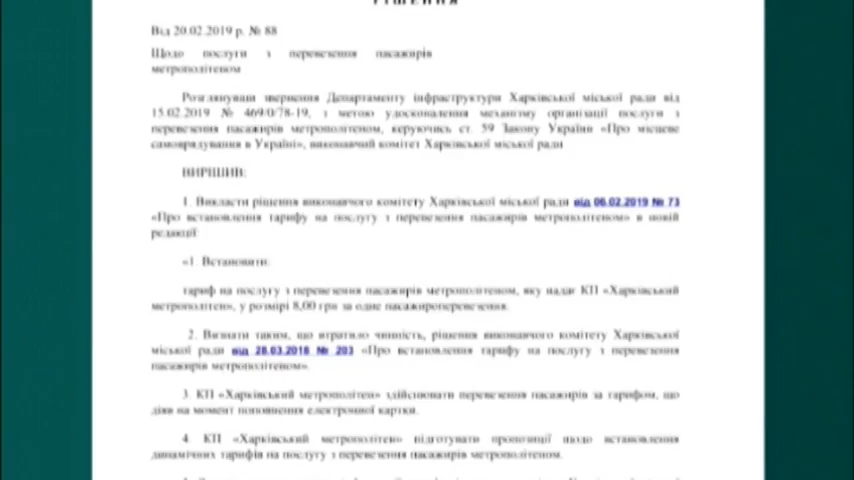 РІШЕННЯ
Від 20.02.2019 р. № 88
Щодо послуги з перевезення пасажирів
метрополітеном
Розглянувши звернення Департаменту інфраструктури Харківської міської ради від
15.02.2019 № 469/0/78-19, з метою удосконалення механізму організації послуги з
перевезення пасажирів метрополітеном, керуючись ст. 59 Закону України «Про місцеве
самоврядування в Україні», виконавчий комітет Харківської міської ради
ВИРІШИВ:
1. Викласти рішення виконавчого комітету Харківської міської ради від 06.02.2019 № 73
«Про встановлення тарифу на послугу з перевезення пасажирів метрополітеном» в новій
редакції:
«1. Встановити:
тариф на послугу з перевезення пасажирів метрополітеном, яку надає КП «Харківський
метрополітен», у розмірі 8,00 грн за одне пасажироперевезення.
2. Визнати таким, що втратило чинність, рішення виконавчого комітету Харківської
міської ради від 28.03.2018 № 203 «Про встановлення тарифу на послугу з перевезення
пасажирів метрополітеном».
3. КП «Харківський метрополітен» здійснювати перевезення пасажирів за тарифом, що
діяв на момент поповнення електронної картки.
4. КП «Харківський метрополітен» підготувати пропозиції щодо встановлення
динамічних тарифів на послугу з перевезення пасажирів метрополітеном.